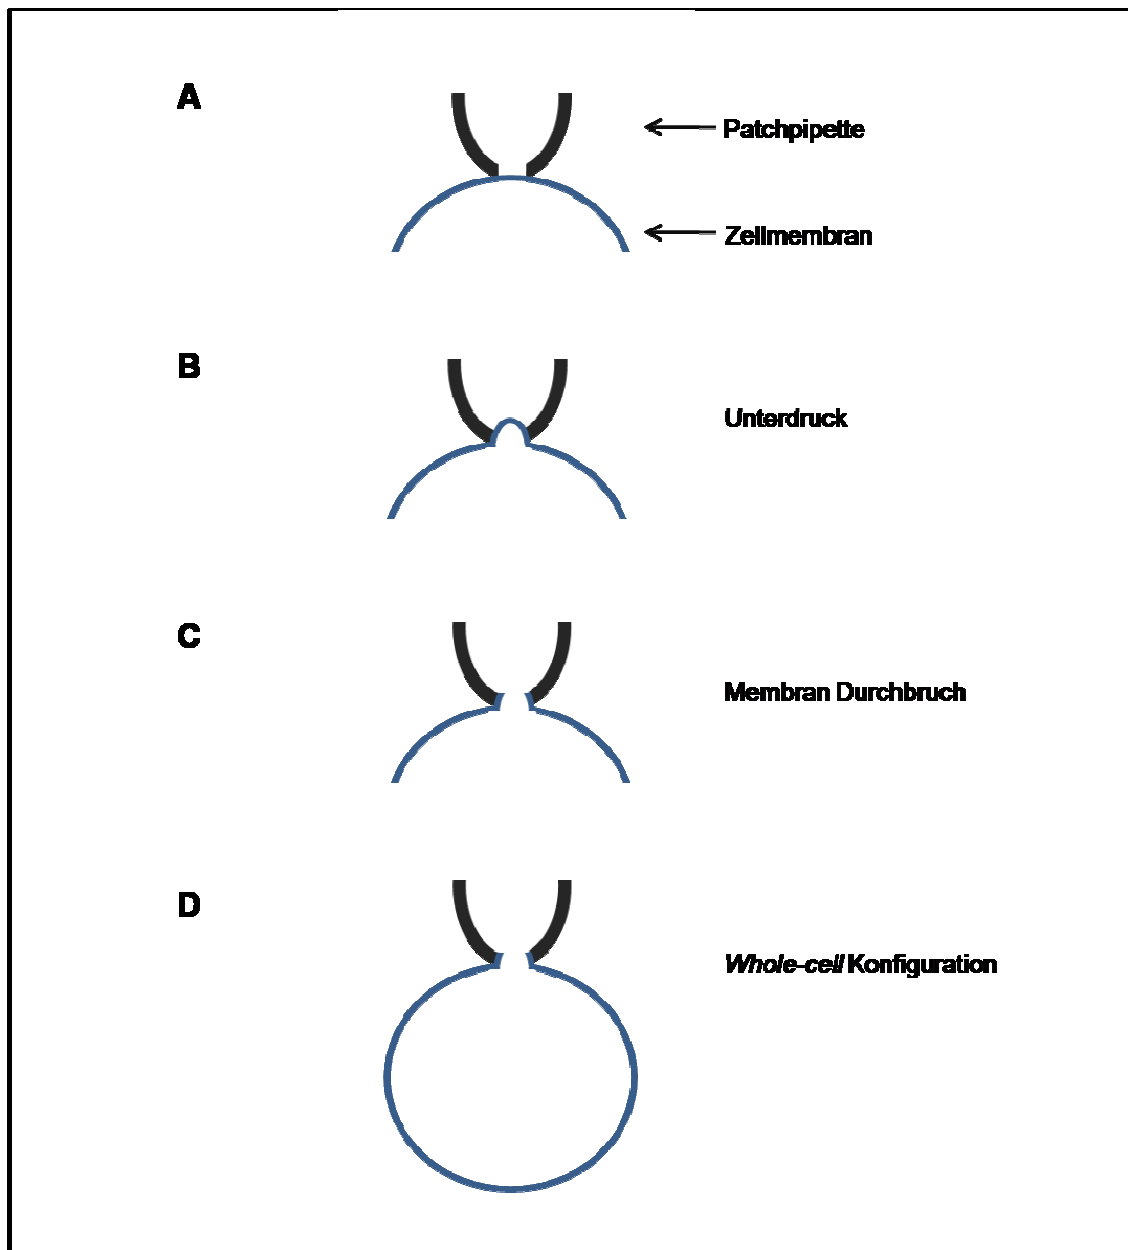 A
Patchpipette
Zellmembran
B
Unterdruck
C
Membran Durchbruch
D
Whole-cell Konfiguration